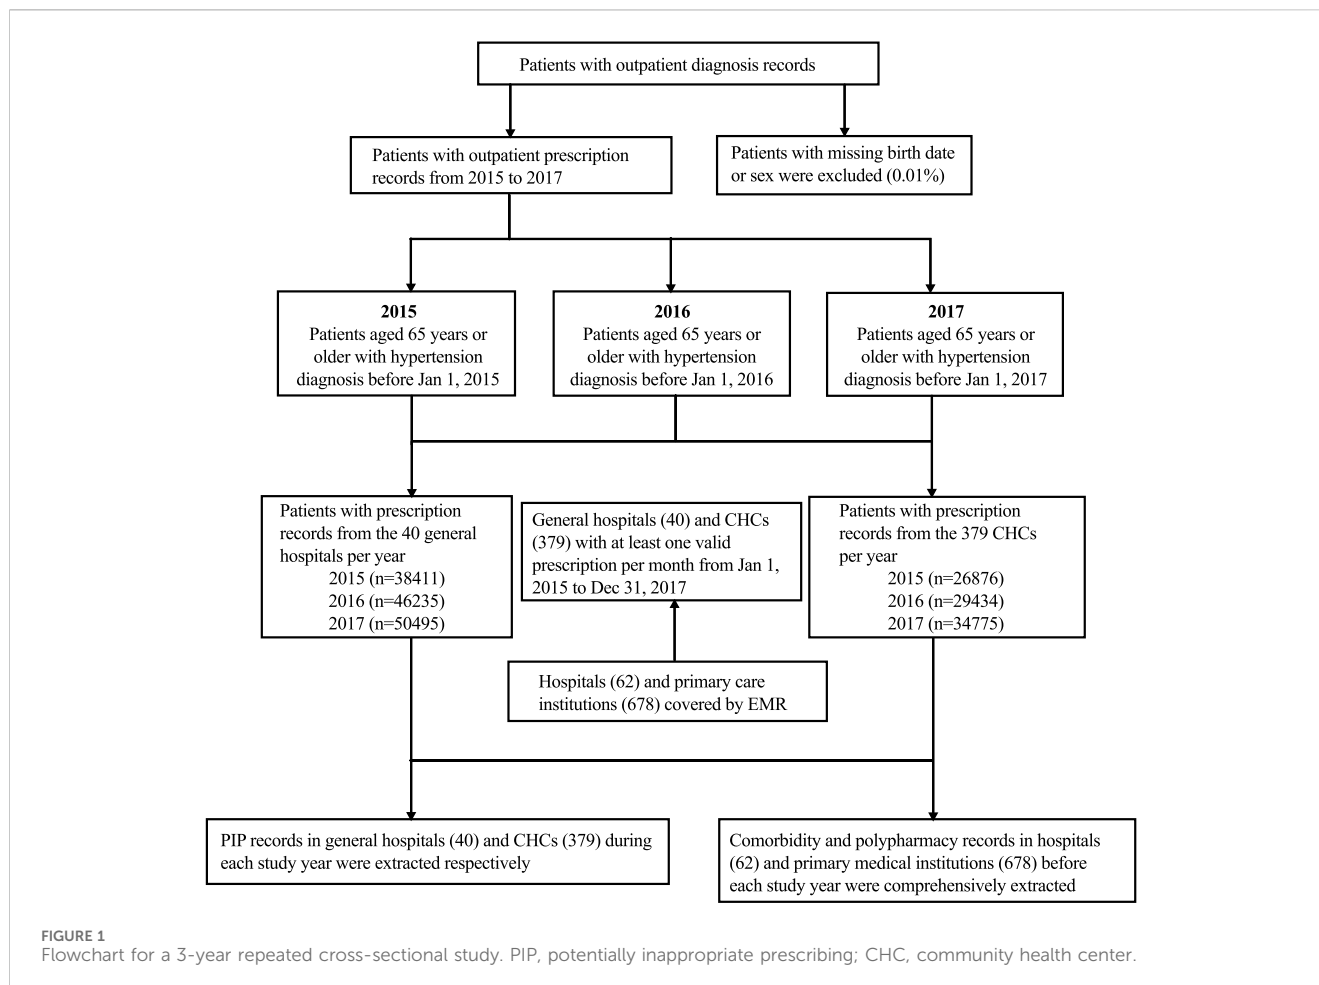 Patients with outpatient diagnosis records
Patients with outpatient prescription
records from 2015 to 2017
Patients with missing birth date
or sex were excluded (0.01%)
2015
Patients aged 65 years or
older with hypertension
diagnosis before Jan 1, 2015
2016
Patients aged 65 years or
older with hypertension
diagnosis before Jan 1, 2016
2017
Patients aged 65 years or
older with hypertension
diagnosis before Jan 1, 2017
Patients with prescription
records from the 40 general
hospitals per year
2015 (n=38411)
2016 (n=46235)
2017 (n=50495)
General hospitals (40) and CHCs
(379) with at least one valid
prescription per month from Jan 1,
2015 to Dec 31, 2017
Patients with prescription
records from the 379 CHCs
per year
2015 (n=26876)
2016 (n=29434)
2017 (n=34775)
Hospitals (62) and primary care
institutions (678) covered by EMR
PIP records in general hospitals (40) and CHCs (379) during
each study year were extracted respectively
Comorbidity and polypharmacy records in hospitals
(62) and primary medical institutions (678) before
each study year were comprehensively extracted
FIGURE 1
Flowchart for a 3-year repeated cross-sectional study. PIP, potentially inappropriate prescribing; CHC, community health center.